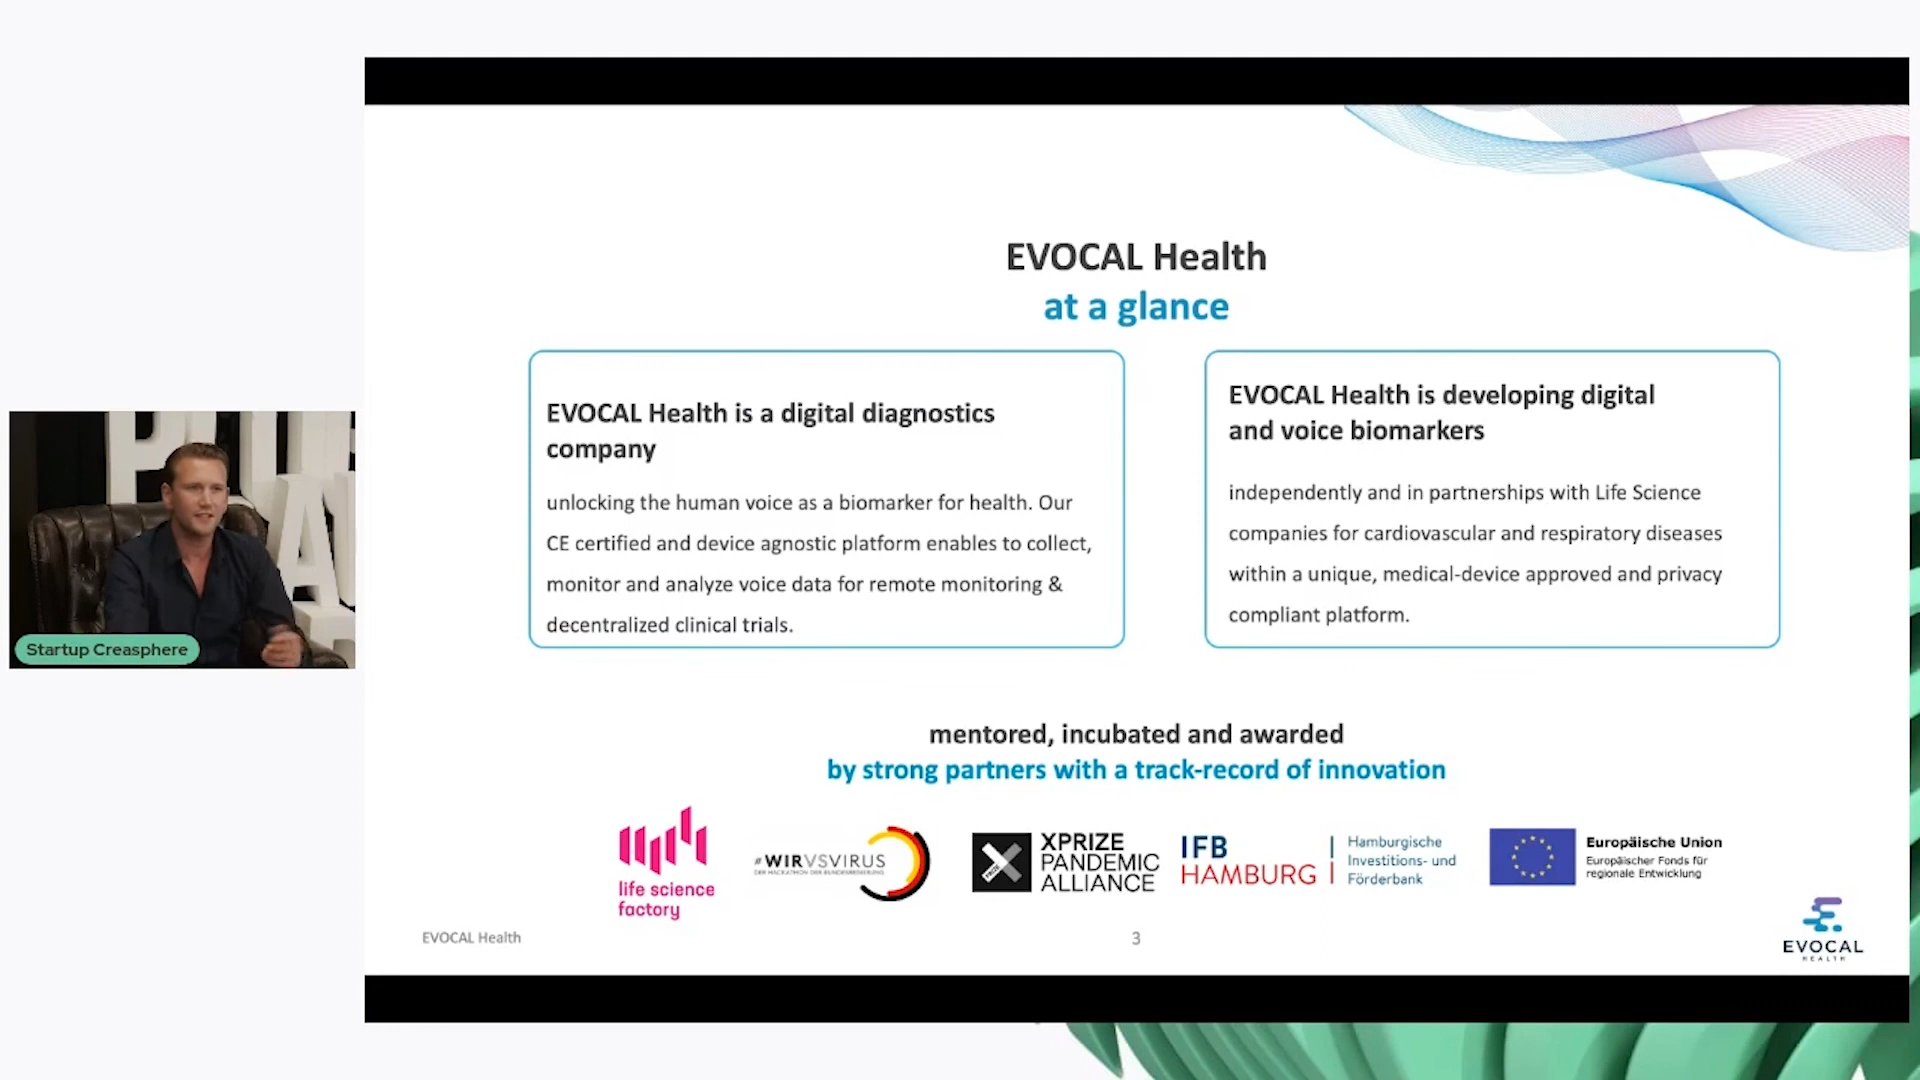 EVOCAL Health
at a glance
EVOCAL Health is a digital diagnostics
company
unlocking the human voice as a biomarker for health. Our
CE certified and device agnostic platform enables to collect,
monitor and analyze voice data for remote monitoring &
decentralized clinical trials.
EVOCAL Health is developing digital
and voice biomarkers
independently and in partnerships with Life Science
companies for cardiovascular and respiratory diseases
within a unique, medical-device approved and privacy
compliant platform.
Startup Creasphere
mentored, incubated and awarded
by strong partners with a track-record of innovation
life science
factory
#WIRVSVIRUS
DER HACKATHON DER BUNDESREGIERUNG
XPRIZE
PANDEMIC
ALLIANCE
IFB
HAMBURG
Hamburgische
Investitions- und
Förderbank
Europäische Union
Europäischer Fonds für
regionale Entwicklung
EVOCAL Health
3
EVOCAL
HEALTH